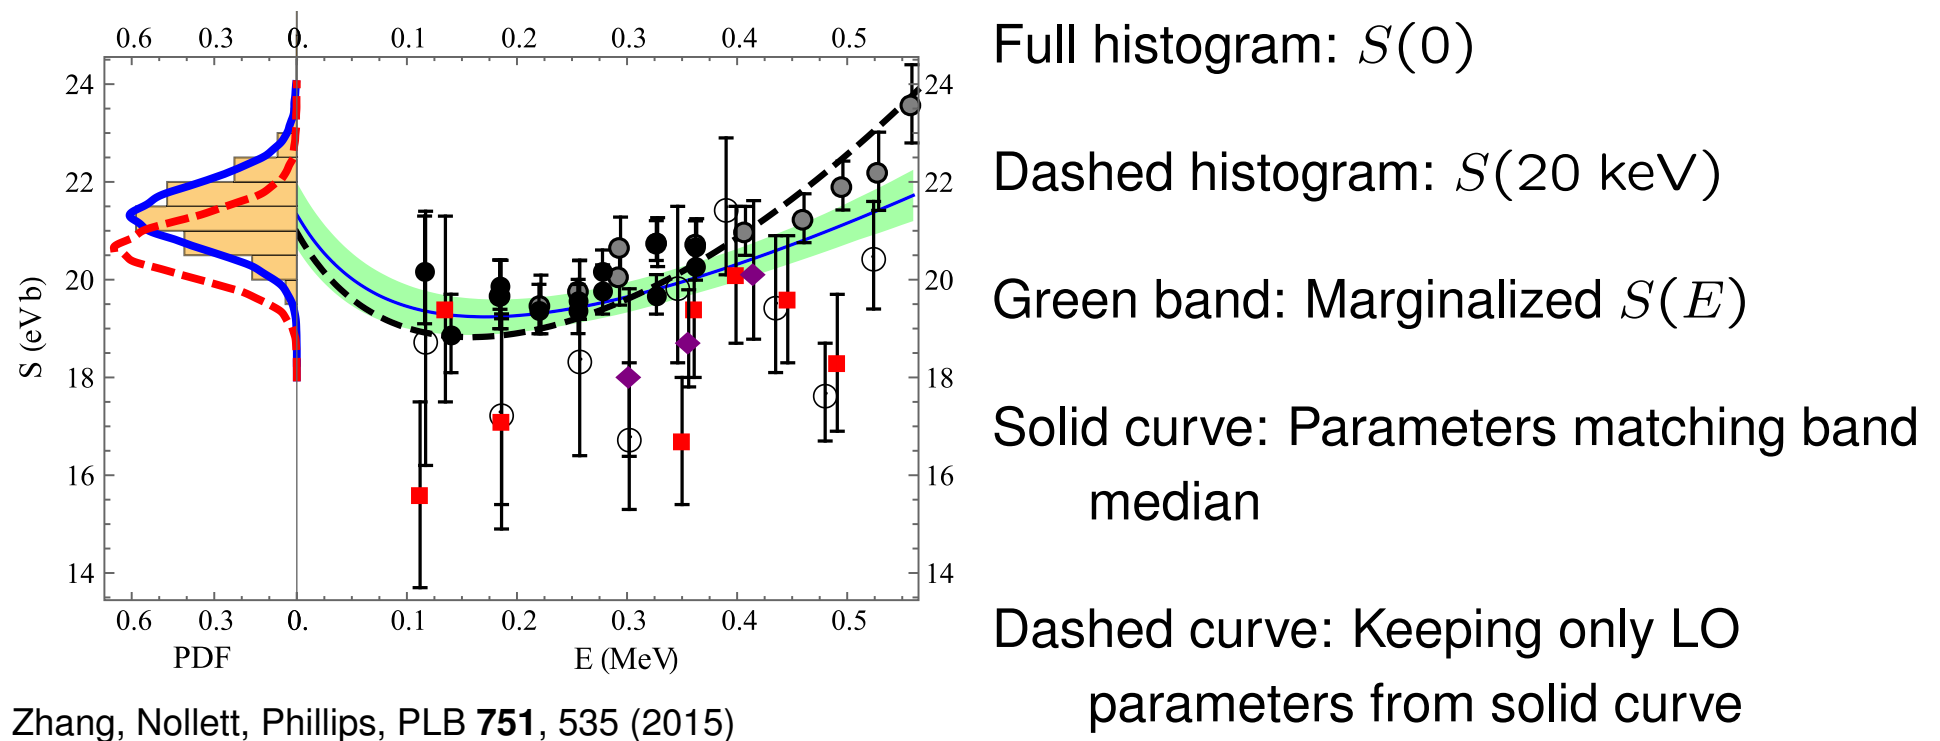 0.6 0.3 0. 0.1 0.2 0.3 0.4 0.5
24 24
22 22
20 20
18 18
16 16
14 14
S (eV b)
0.6 0.3 0. 0.1 0.2 0.3 0.4 0.5
PDF E (MeV)
Zhang, Nollett, Phillips, PLB 751, 535 (2015)
Full histogram: S(0)
Dashed histogram: S(20 keV)
Green band: Marginalized S(E)
Solid curve: Parameters matching band
median
Dashed curve: Keeping only LO
parameters from solid curve